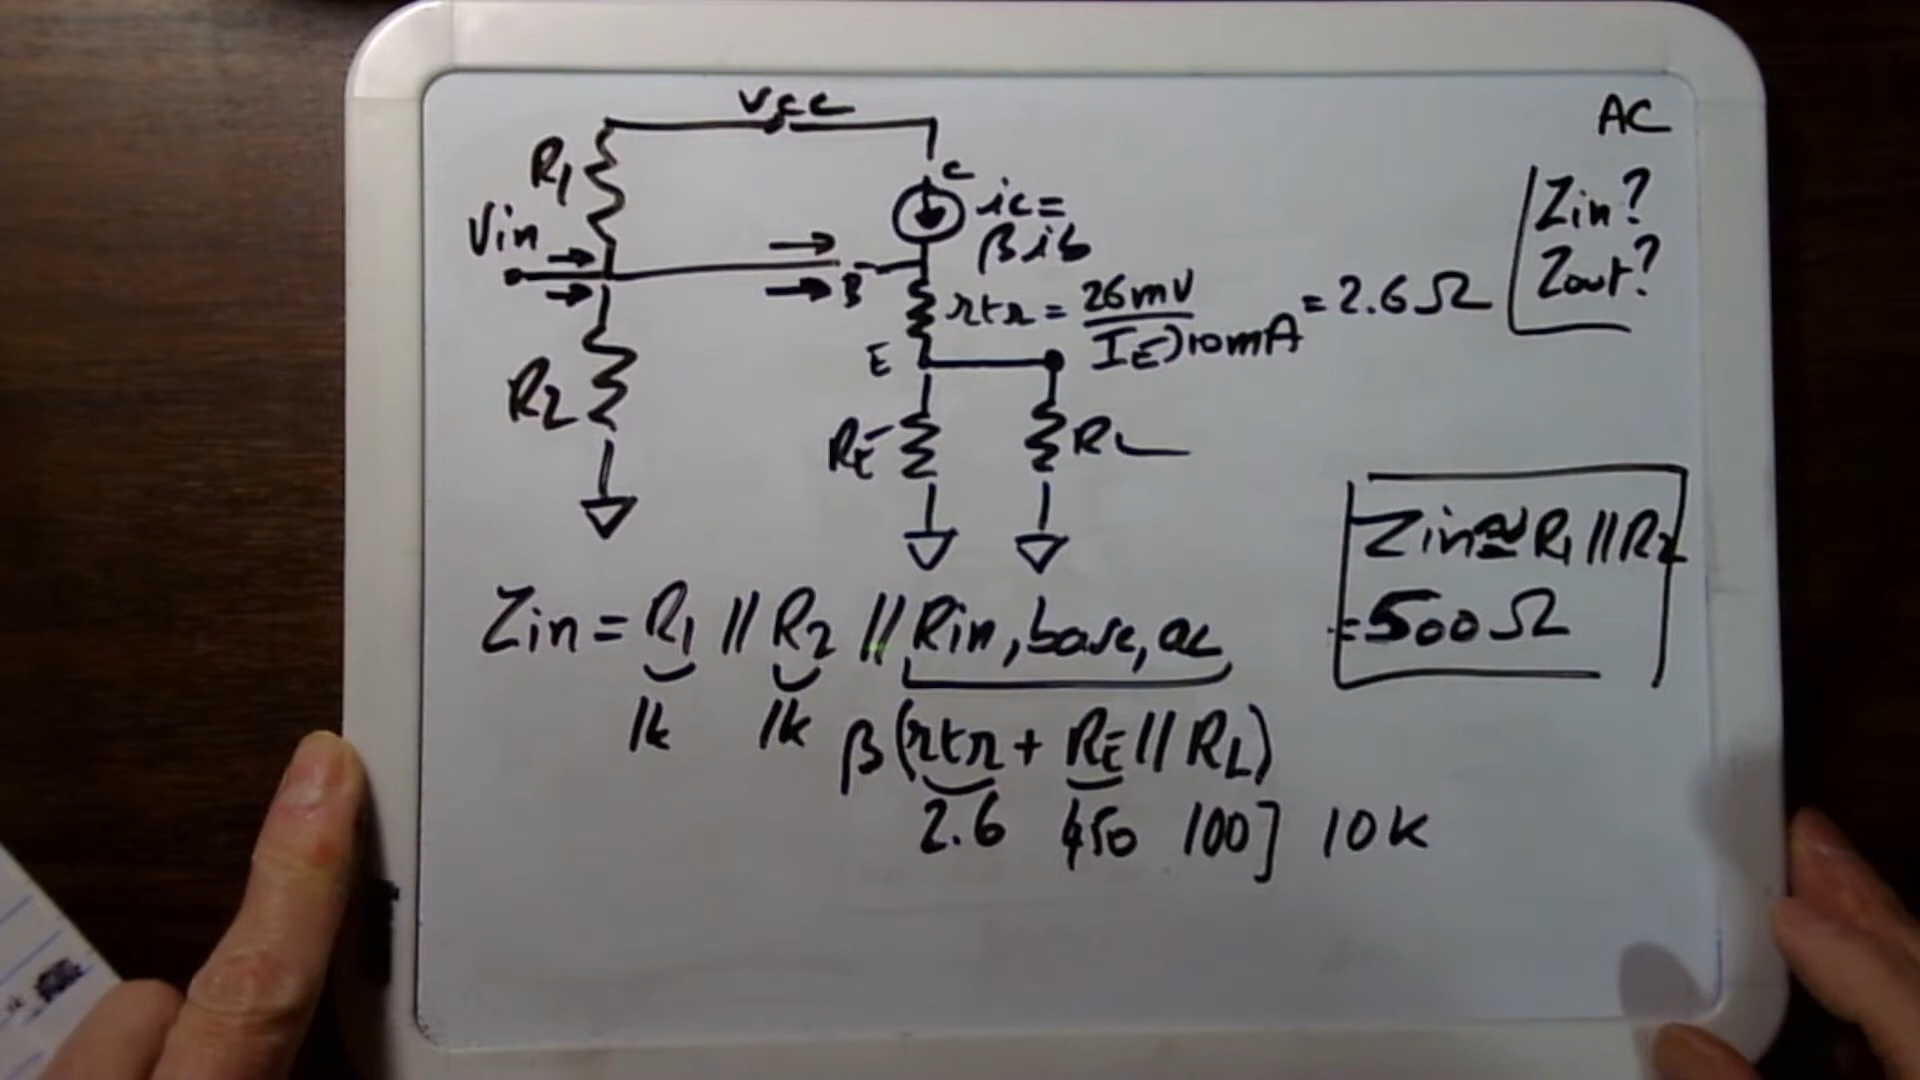 Vcc
AC
R1
C
ic=
βib
Zin?
Zout?
Vin
B
rtr = 26mV / IE)10mA = 2.6Ω
E
R2
RE
RL
Zin≈R1//R2
=500Ω
Zin = R1 // R2 // Rin, base, ac
1k 1k β(rtr + RE // RL)
2.6 450 100] 10K